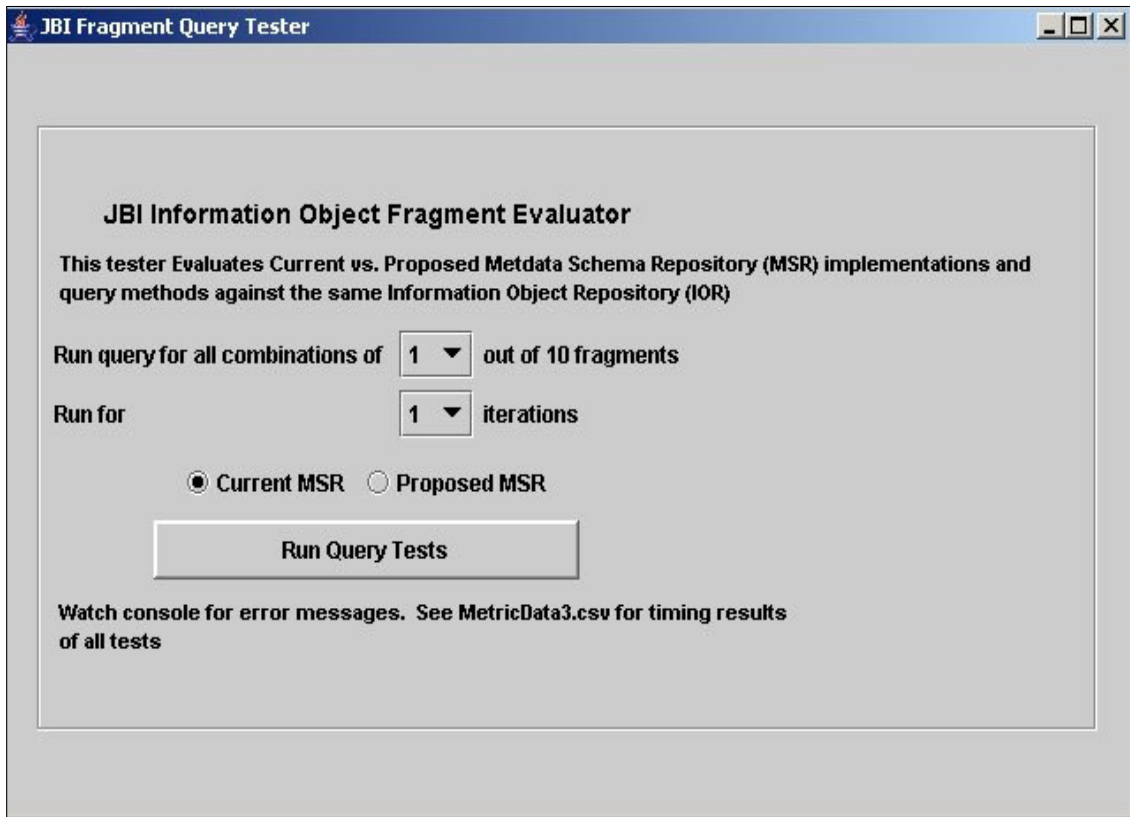 JBI Fragment Query Tester
JBI Information Object Fragment Evaluator
This tester Evaluates Current vs. Proposed Metdata Schema Repository (MSR) implementations and
query methods against the same Information Object Repository (IOR)
Run query for all combinations of 1 out of 10 fragments
Run for 1 iterations
Current MSR Proposed MSR
Run Query Tests
Watch console for error messages. See MetricData3.csv for timing results
of all tests